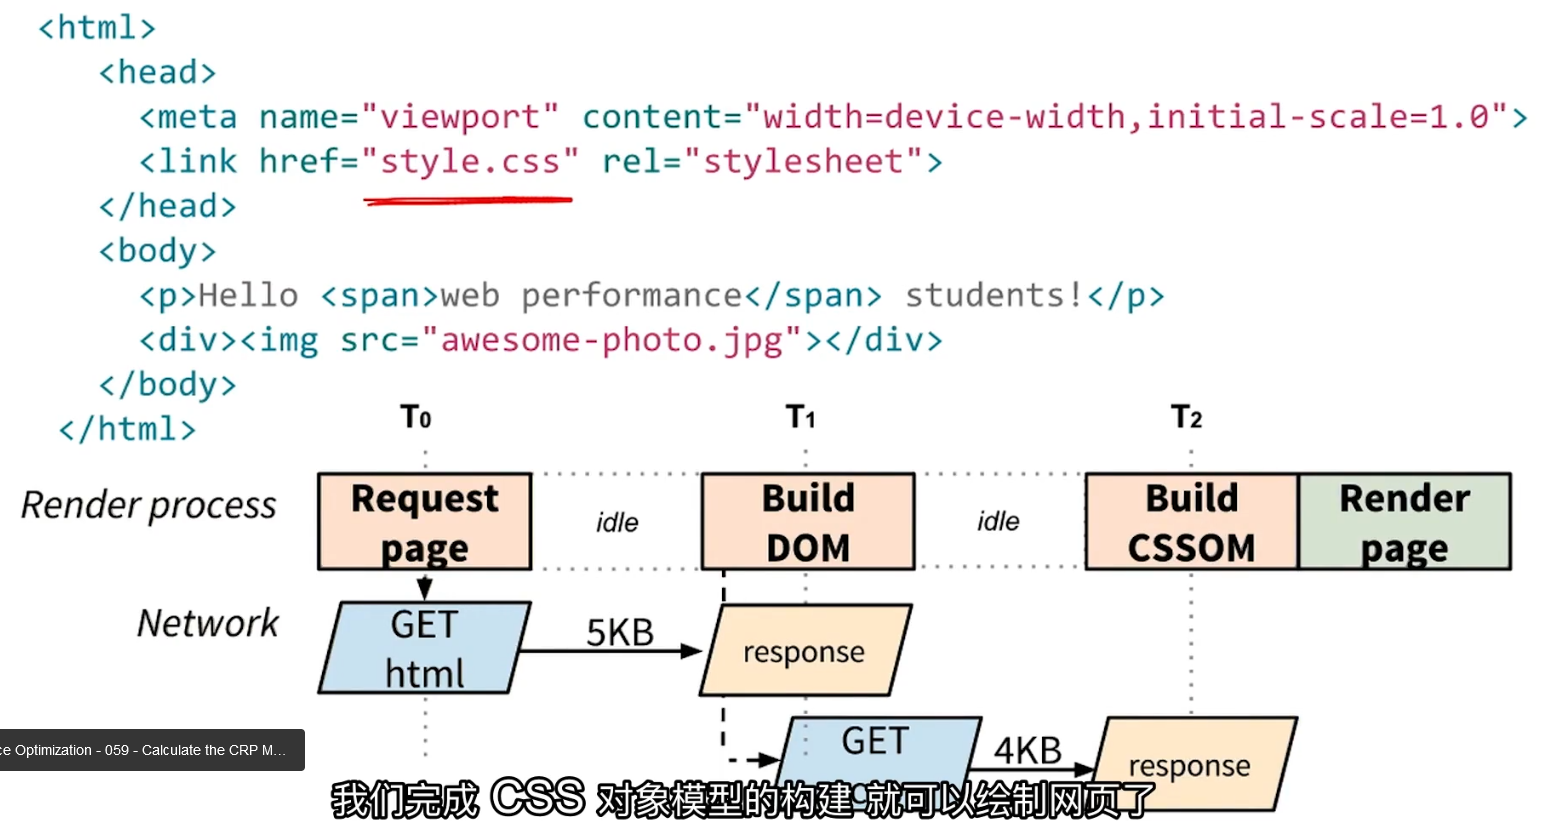 <html>
<head>
<meta name="viewport" content="width=device-width,initial-scale=1.0">
<link href="style.css" rel="stylesheet">
</head>
<body>
<p>Hello <span>web performance</span> students!</p>
<div><img src="awesome-photo.jpg"></div>
</body>
</html>
T0 T1 T2
Render process
Request
page
idle
Build
DOM
idle
Build
CSSOM
Render
page
Network
GET
html
5KB
response
GET
4KB
response
ce Optimization - 059 - Calculate the CRP M...
我们完成 CSS 对象模型的构建 就可以绘制网页了